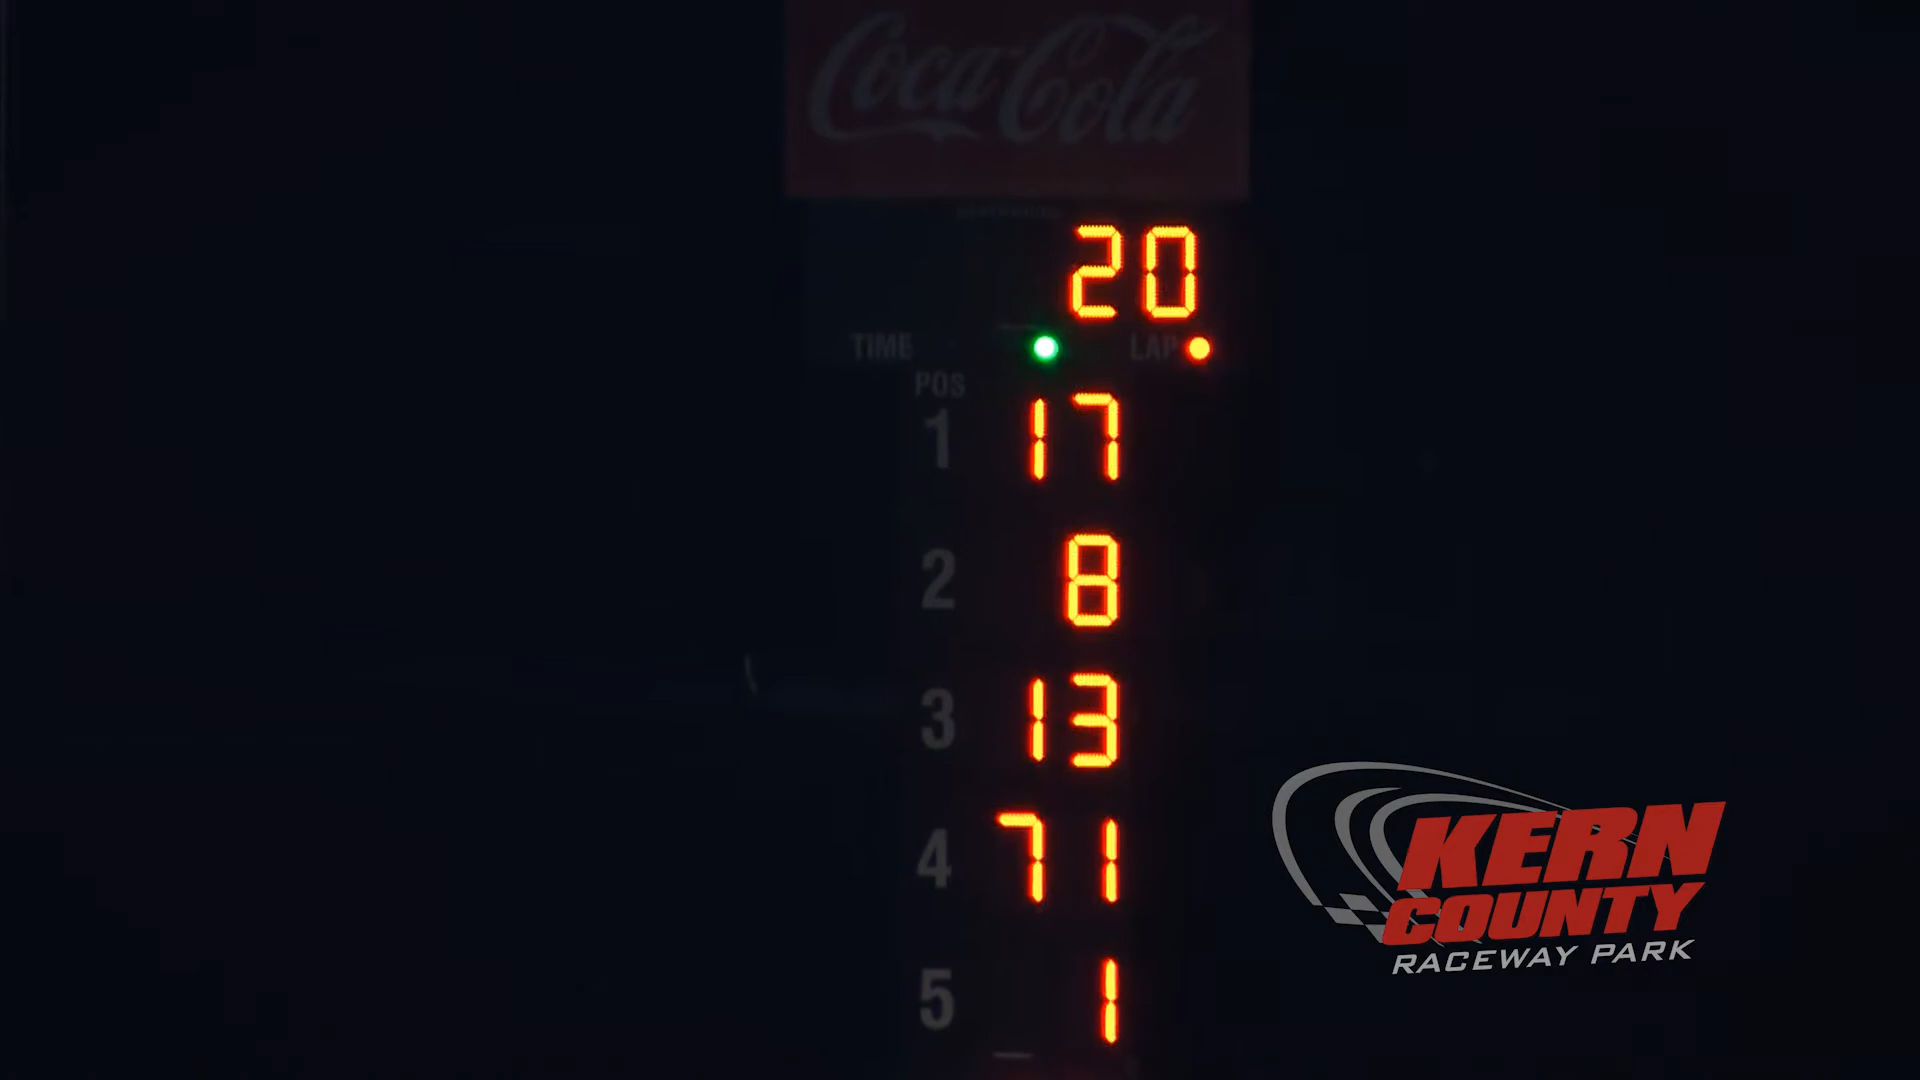 Coca-Cola
20
TIME LAP
POS
1 17
2 8
3 13
4 71
5 1
KERN
COUNTY
RACEWAY PARK